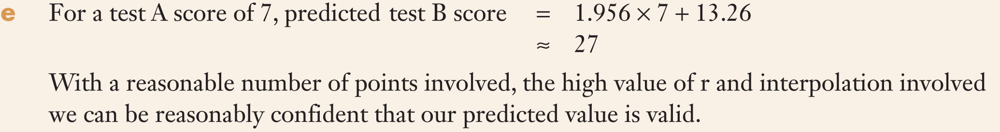 e For a test A score of 7, predicted test B score = 1.956 × 7 + 13.26
≈ 27
With a reasonable number of points involved, the high value of r and interpolation involved
we can be reasonably confident that our predicted value is valid.